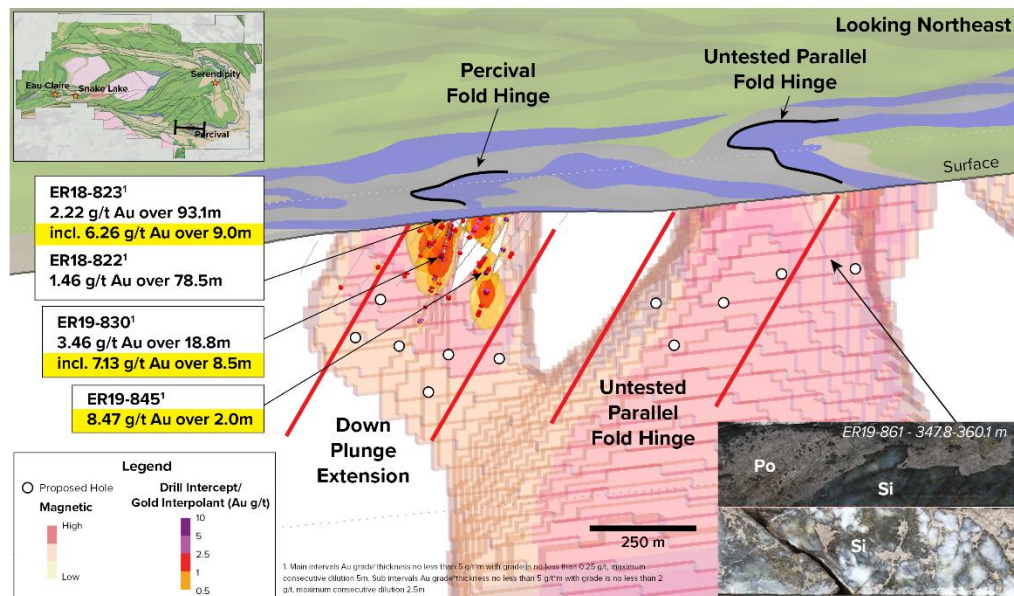 Looking Northeast
Untested Parallel
Fold Hinge
Percival
Fold Hinge
Serendipity
Eau-Claire
Snake Lake
Percival
Surface
ER18-823¹
2.22 g/t Au over 93.1m
incl. 6.26 g/t Au over 9.0m
ER18-822¹
1.46 g/t Au over 78.5m
ER19-830¹
3.46 g/t Au over 18.8m
incl. 7.13 g/t Au over 8.5m
ER19-845¹
8.47 g/t Au over 2.0m
Down
Plunge
Extension
Untested
Parallel
Fold Hinge
ER19-861 - 347.8-360.1 m
Po
Si
Si
Legend
Proposed Hole
Magnetic
High
Low
Drill Intercept/
Gold Interpolant (Au g/t)
10
5
2.5
1
0.5
250 m
1. Main intervals Au grade*thickness no less than 5 g/t*m with grade is no less than 0.25 g/t, maximum
consecutive dilution 5m. Sub intervals Au grade*thickness no less than 5 g/t*m with grade is no less than 2
g/t, maximum consecutive dilution 2.5m